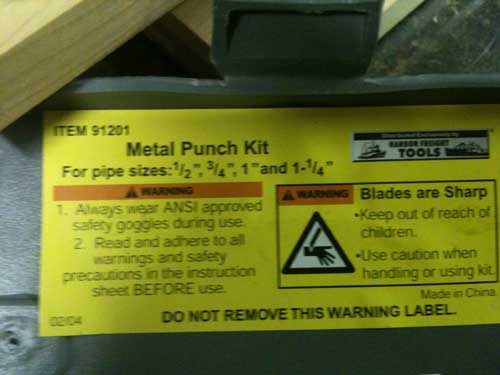 ITEM 91201
Metal Punch Kit
For pipe sizes: 1/2", 3/4", 1" and 1-1/4"
Distributed Exclusively by
HARBOR FREIGHT
TOOLS
WARNING
1. Always wear ANSI approved
safety goggles during use.
2. Read and adhere to all
warnings and safety
precautions in the instruction
sheet BEFORE use.
WARNING
Blades are Sharp
•Keep out of reach of
children.
•Use caution when
handling or using kit.
Made in China.
02/04
DO NOT REMOVE THIS WARNING LABEL.